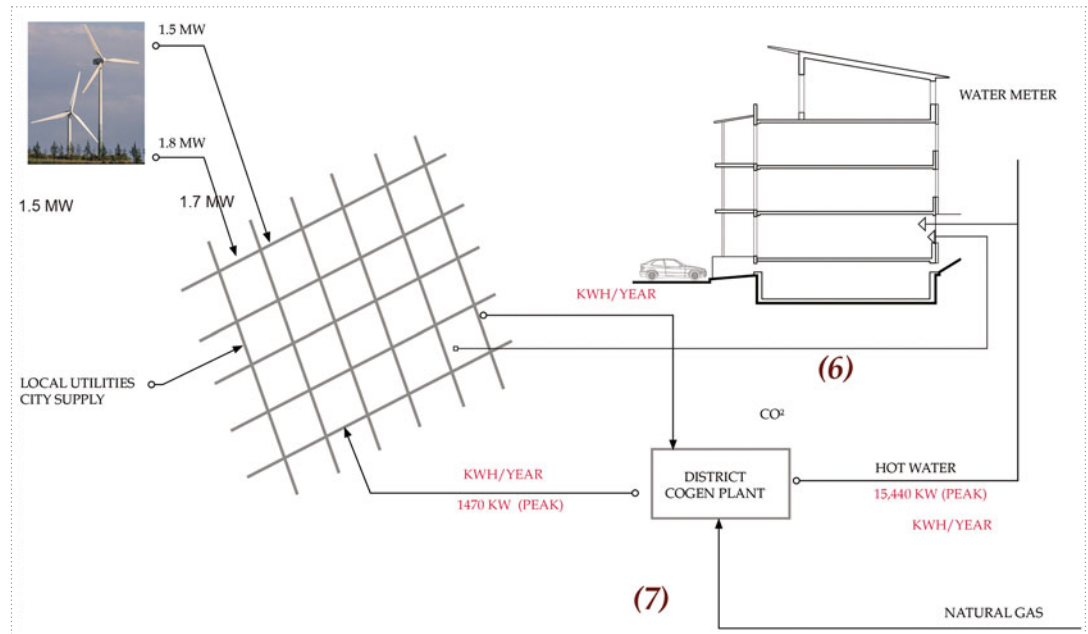 1.5 MW
1.8 MW
1.5 MW
1.7 MW
WATER METER
KWH/YEAR
LOCAL UTILITIES
CITY SUPPLY
(6)
CO²
KWH/YEAR
1470 KW (PEAK)
DISTRICT
COGEN PLANT
HOT WATER
15,440 KW (PEAK)
KWH/YEAR
(7)
NATURAL GAS